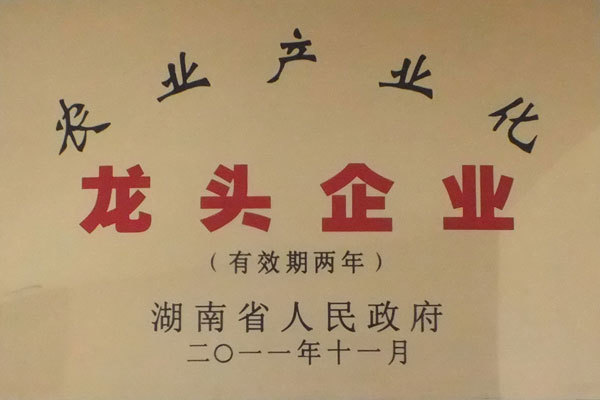 农业产业化
龙头企业
（有效期两年）
湖南省人民政府
二〇一一年十一月